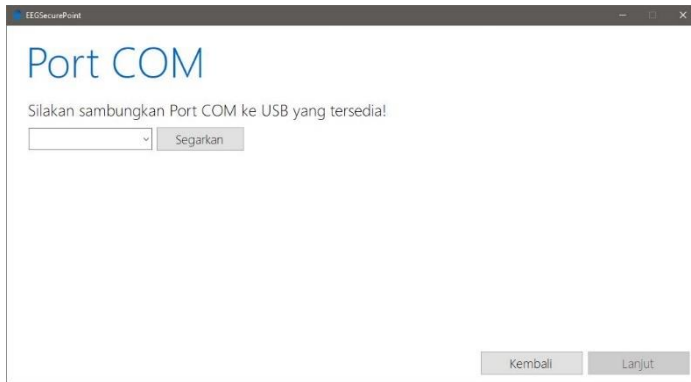 EEGSecurePoint
Port COM
Silakan sambungkan Port COM ke USB yang tersedia!
Segarkan
Kembali
Lanjut